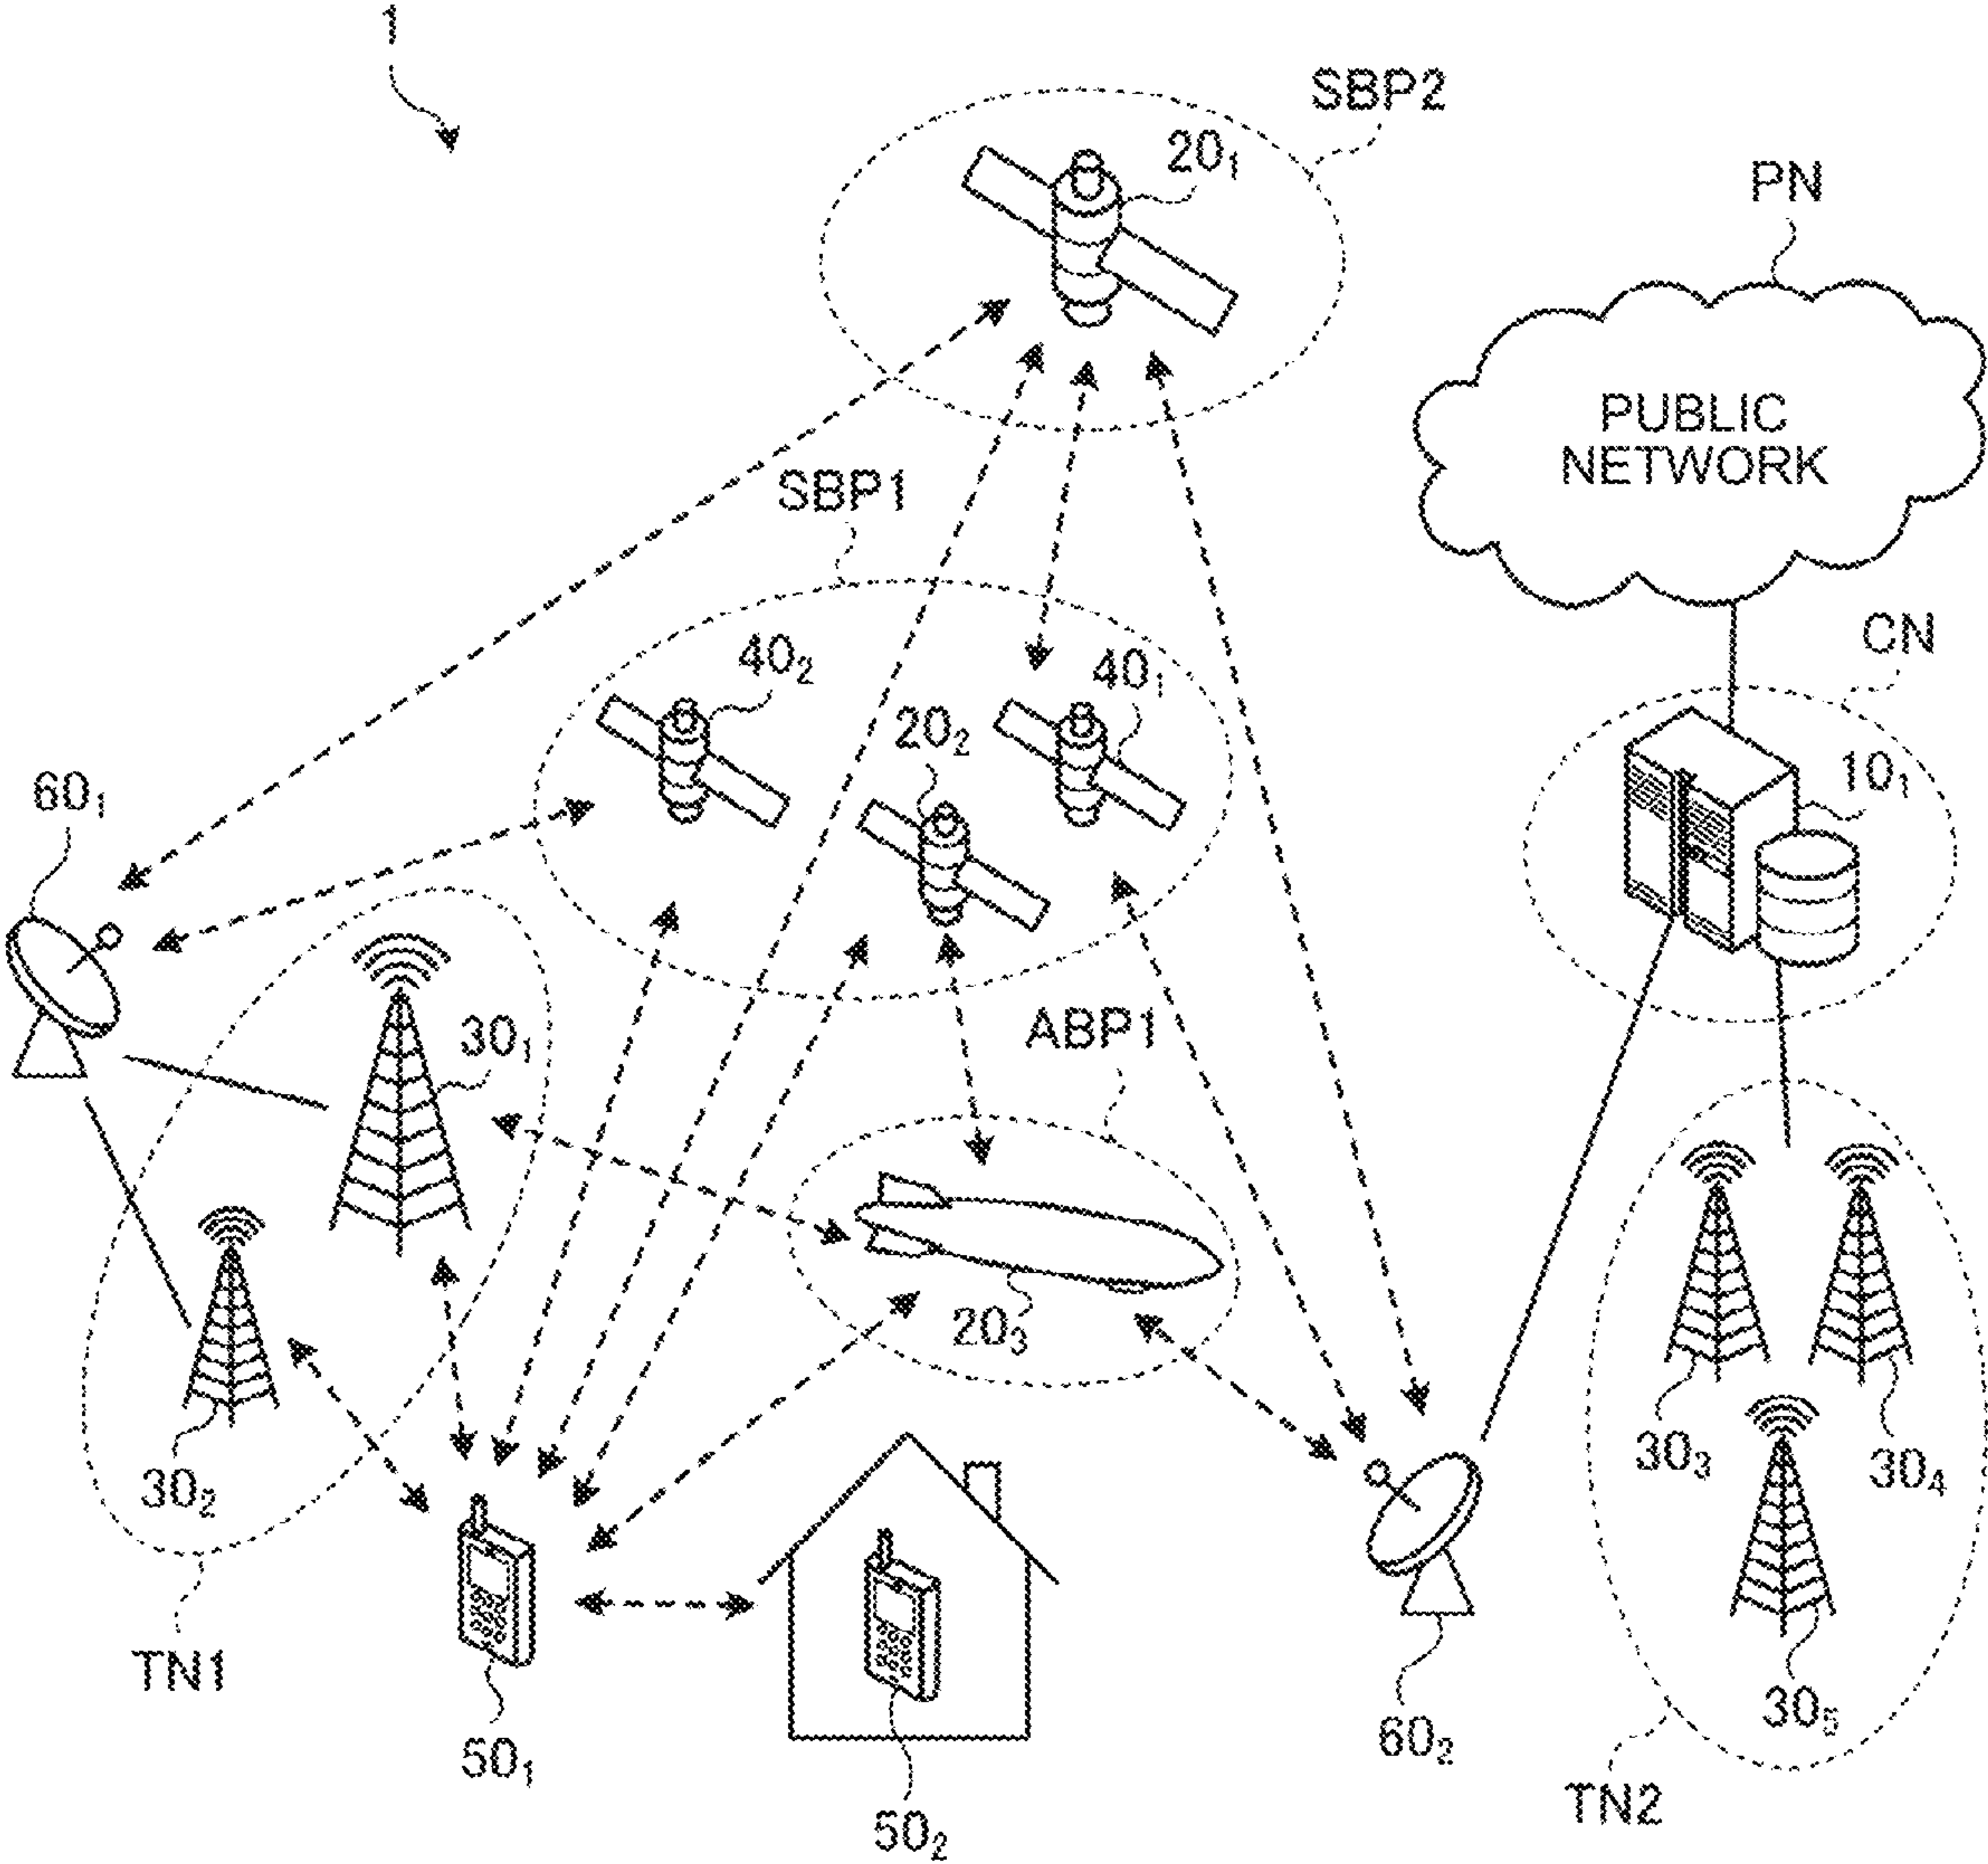 1
SBP2
20₁
PN
PUBLIC
NETWORK
SBP1
CN
40₂
40₁
20₂
10₁
60₁
30₁
ABP1
20₃
30₂
30₃
30₄
TN1
30₅
50₁
60₂
TN2
50₂